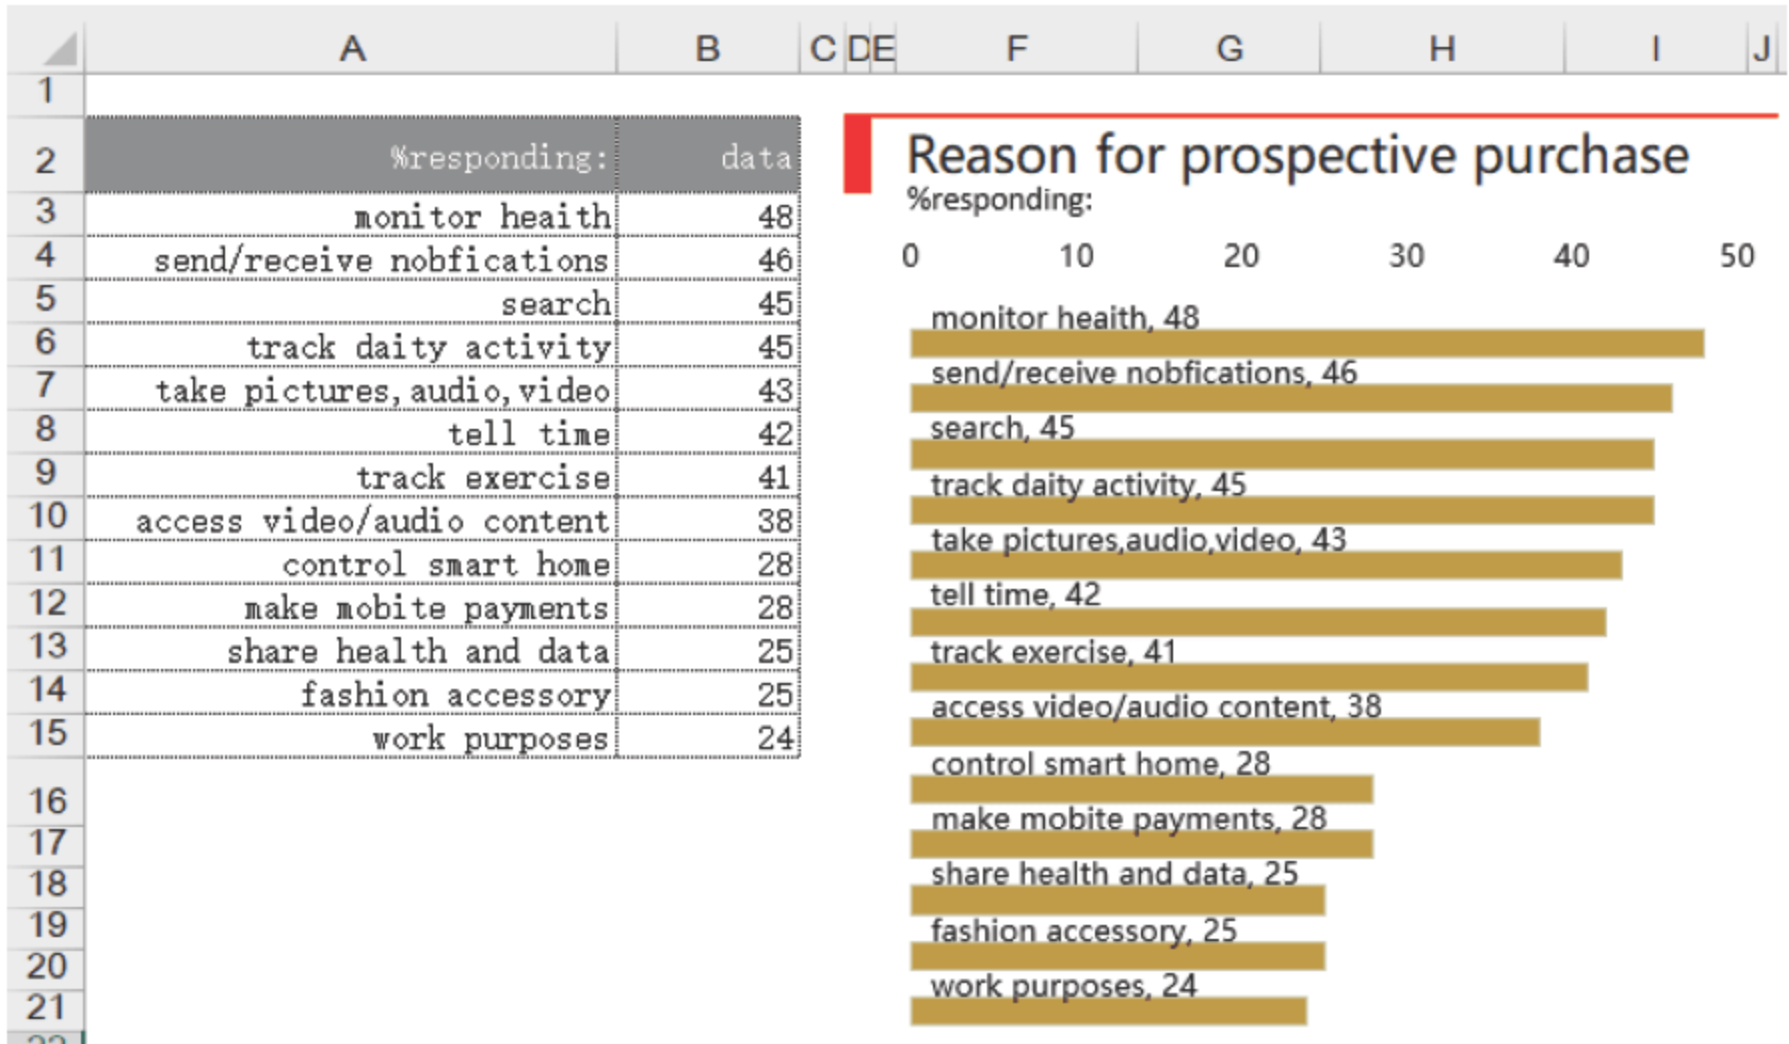 A B C D E F G H I J
1
2 %responding: data
3 monitor heaith 48
4 send/receive nobfications 46
5 search 45
6 track daity activity 45
7 take pictures,audio,video 43
8 tell time 42
9 track exercise 41
10 access video/audio content 38
11 control smart home 28
12 make mobite payments 28
13 share health and data 25
14 fashion accessory 25
15 work purposes 24
16
17
18
19
20
21
22
Reason for prospective purchase
%responding:
0 10 20 30 40 50
monitor heaith, 48
send/receive nobfications, 46
search, 45
track daity activity, 45
take pictures,audio,video, 43
tell time, 42
track exercise, 41
access video/audio content, 38
control smart home, 28
make mobite payments, 28
share health and data, 25
fashion accessory, 25
work purposes, 24